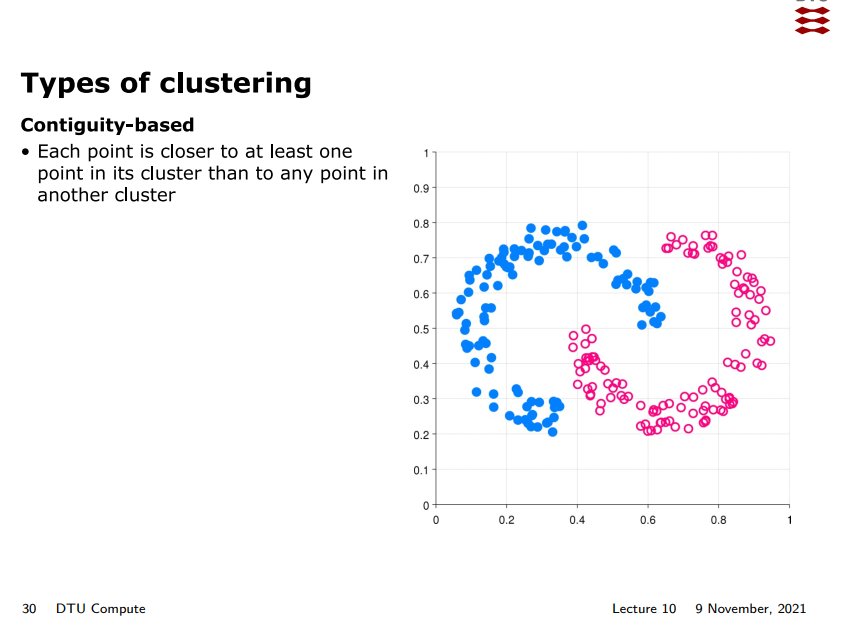 Types of clustering
Contiguity-based
• Each point is closer to at least one
point in its cluster than to any point in
another cluster
1
0.9
0.8
0.7
0.6
0.5
0.4
0.3
0.2
0.1
0
0 0.2 0.4 0.6 0.8 1
30 DTU Compute Lecture 10 9 November, 2021